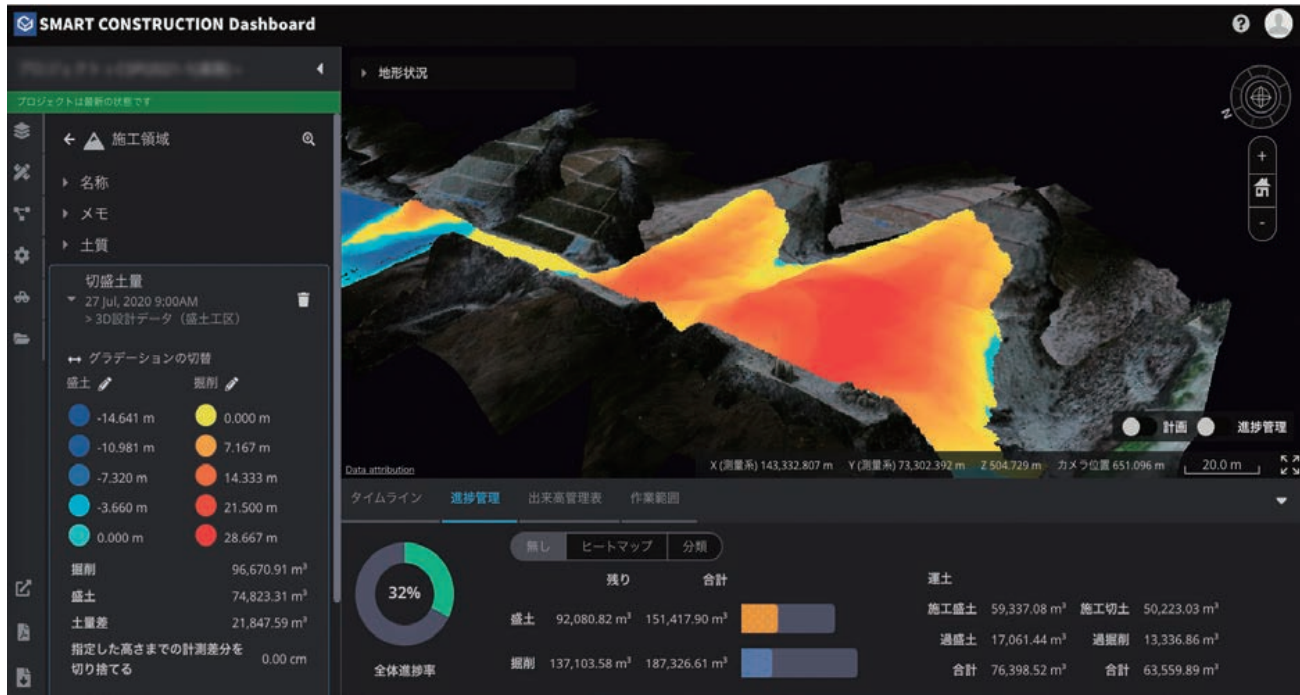 SMART CONSTRUCTION Dashboard
プロジェクトは最新の状態です
施工領域
名称
メモ
土質
切盛土量
27 Jul, 2020 9:00AM
> 3D設計データ（盛土工区）
グラデーションの切替
盛土 掘削
-14.641 m 0.000 m
-10.981 m 7.167 m
-7.320 m 14.333 m
-3.660 m 21.500 m
0.000 m 28.667 m
掘削 96,670.91 m³
盛土 74,823.31 m³
土量差 21,847.59 m³
指定した高さまでの計測差分を
切り捨てる 0.00 cm
地形状況
N
+
-
計画 進捗管理
Data attribution
X (測量系) 143,332.807 m Y (測量系) 73,302.392 m Z 504.729 m カメラ位置 651.096 m 20.0 m
タイムライン 進捗管理 出来高管理表 作業範囲
無し ヒートマップ 分類
32%
全体進捗率
残り 合計
盛土 92,080.82 m³ 151,417.90 m³
掘削 137,103.58 m³ 187,326.61 m³
運土
施工盛土 59,337.08 m³ 施工切土 50,223.03 m³
過盛土 17,061.44 m³ 過掘削 13,336.86 m³
合計 76,398.52 m³ 合計 63,559.89 m³